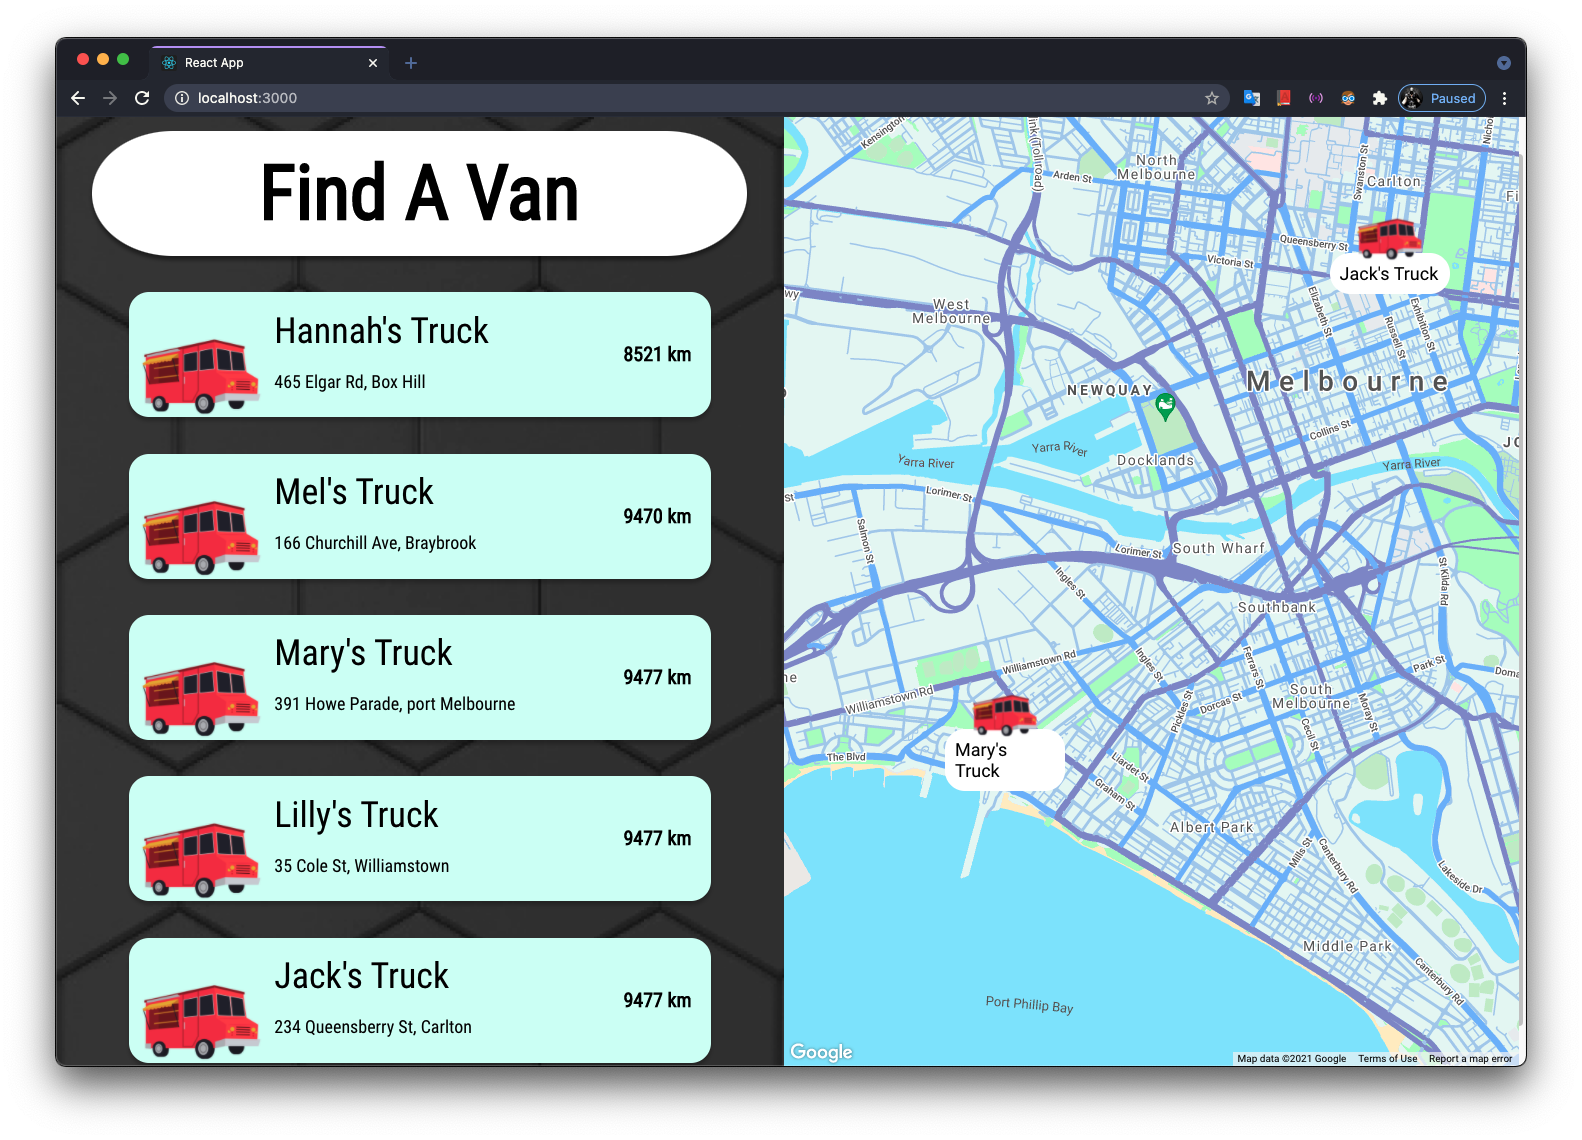 React App
localhost:3000
Paused
Find A Van
Hannah's Truck
465 Elgar Rd, Box Hill
8521 km
Mel's Truck
166 Churchill Ave, Braybrook
9470 km
Mary's Truck
391 Howe Parade, port Melbourne
9477 km
Lilly's Truck
35 Cole St, Williamstown
9477 km
Jack's Truck
234 Queensberry St, Carlton
9477 km
Kensington
Arden St
North
Melbourne
Swanston St
Carlton
Queensberry St
Victoria St
Jack's Truck
West
Melbourne
Elizabeth St
Russell St
Exhibition St
NEWQUAY
Melbourne
Collins St
Yarra River
Yarra River
Yarra River
Docklands
Lorimer St
Salmon St
Lorimer St
South Wharf
Ingles St
St Kilda Rd
Southbank
Williamstown Rd
Ingles St
Ferrars St
Park St
Williamstown Rd
Pickles St
Dorcas St
South
Melbourne
Moray St
Cecil St
Mary's
Truck
The Blvd
Liardet St
Graham St
Albert Park
Mills St
Canterbury Rd
Lakeside Dr
Middle Park
Canterbury Rd
Port Phillip Bay
Google
Map data ©2021 Google
Terms of Use
Report a map error